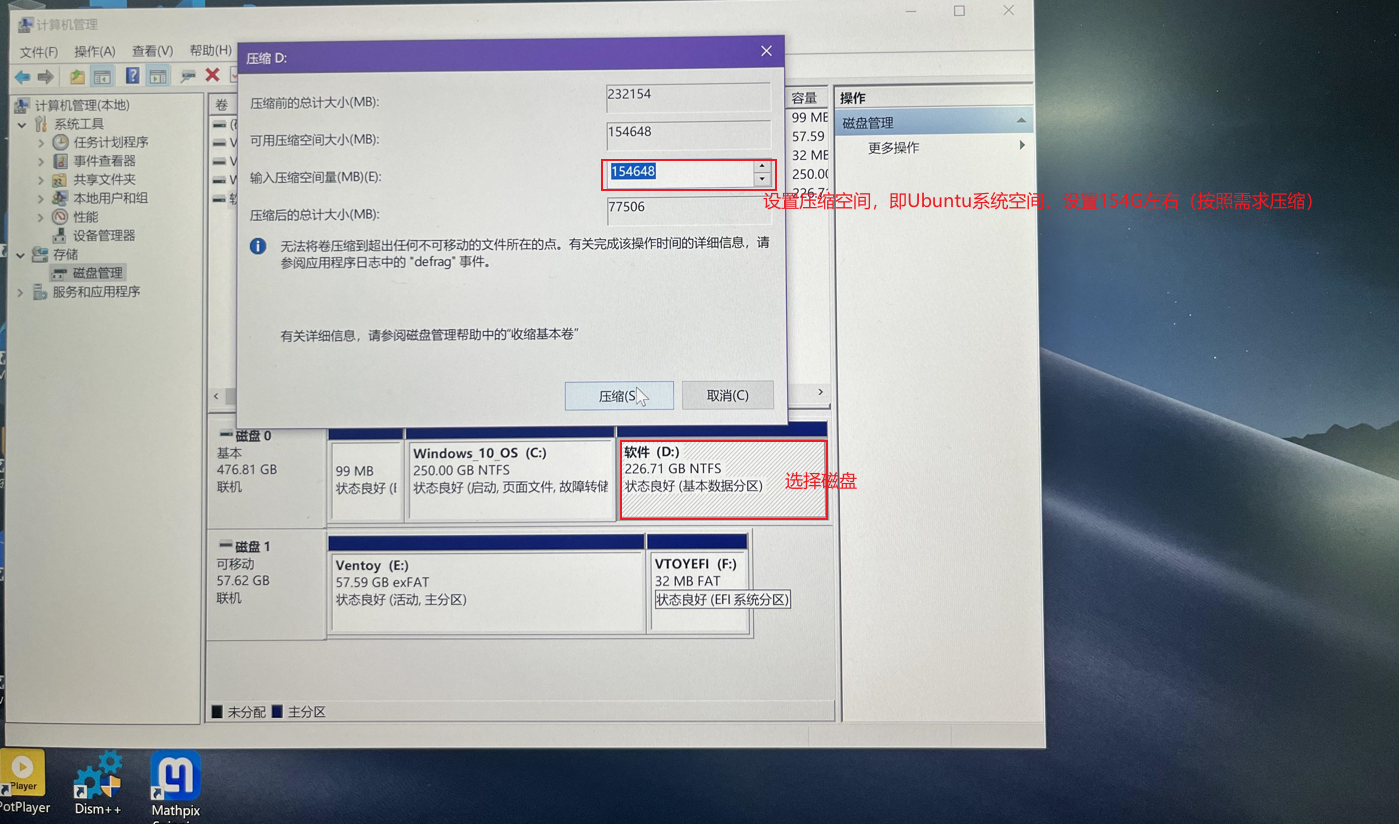 计算机管理
文件(F) 操作(A) 查看(V) 帮助(H)
计算机管理(本地)
系统工具
任务计划程序
事件查看器
共享文件夹
本地用户和组
性能
设备管理器
存储
磁盘管理
服务和应用程序
卷
压缩 D:
压缩前的总计大小(MB):
232154
可用压缩空间大小(MB):
154648
输入压缩空间量(MB)(E):
154648
压缩后的总计大小(MB):
77506
无法将卷压缩到超出任何不可移动的文件所在的点。有关完成该操作时间的详细信息，请
参阅应用程序日志中的 "defrag" 事件。
有关详细信息，请参阅磁盘管理帮助中的"收缩基本卷"
压缩(S
取消(C)
容量
99 MB
57.59
32 MB
250.00
226.71
操作
磁盘管理
更多操作
设置压缩空间，即Ubuntu系统空间，设置154G左右（按照需求压缩）
磁盘 0
基本
476.81 GB
联机
99 MB
状态良好 (E
Windows_10_OS (C:)
250.00 GB NTFS
状态良好 (启动, 页面文件, 故障转储
软件 (D:)
226.71 GB NTFS
状态良好 (基本数据分区)
选择磁盘
磁盘 1
可移动
57.62 GB
联机
Ventoy (E:)
57.59 GB exFAT
状态良好 (活动, 主分区)
VTOYEFI (F:)
32 MB FAT
状态良好 (EFI 系统分区)
未分配 主分区
Player
PotPlayer
Dism++
Mathpix